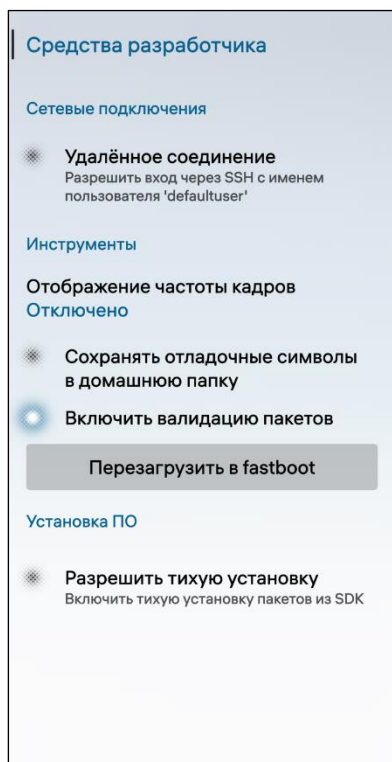 Средства разработчика
Сетевые подключения
Удалённое соединение
Разрешить вход через SSH с именем
пользователя 'defaultuser'
Инструменты
Отображение частоты кадров
Отключено
Сохранять отладочные символы
в домашнюю папку
Включить валидацию пакетов
Перезагрузить в fastboot
Установка ПО
Разрешить тихую установку
Включить тихую установку пакетов из SDK